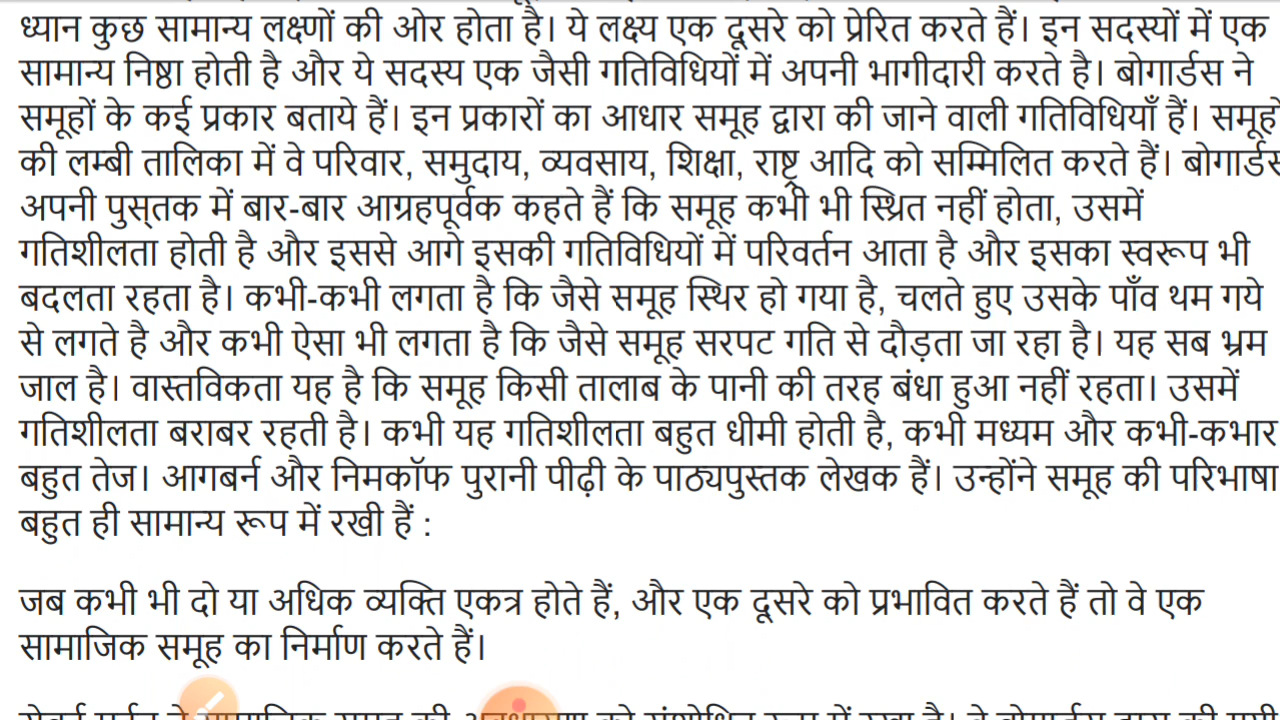 ध्यान कुछ सामान्य लक्ष्णों की ओर होता है। ये लक्ष्य एक दूसरे को प्रेरित करते हैं। इन सदस्यों में एक
सामान्य निष्ठा होती है और ये सदस्य एक जैसी गतिविधियों में अपनी भागीदारी करते है। बोगार्डस ने
समूहों के कई प्रकार बताये हैं। इन प्रकारों का आधार समूह द्वारा की जाने वाली गतिविधियाँ हैं। समूहों
की लम्बी तालिका में वे परिवार, समुदाय, व्यवसाय, शिक्षा, राष्ट्र आदि को सम्मिलित करते हैं। बोगार्डस
अपनी पुस्तक में बार-बार आग्रहपूर्वक कहते हैं कि समूह कभी भी स्थित नहीं होता, उसमें
गतिशीलता होती है और इससे आगे इसकी गतिविधियों में परिवर्तन आता है और इसका स्वरूप भी
बदलता रहता है। कभी-कभी लगता है कि जैसे समूह स्थिर हो गया है, चलते हुए उसके पाँव थम गये
से लगते है और कभी ऐसा भी लगता है कि जैसे समूह सरपट गति से दौड़ता जा रहा है। यह सब भ्रम
जाल है। वास्तविकता यह है कि समूह किसी तालाब के पानी की तरह बंधा हुआ नहीं रहता। उसमें
गतिशीलता बराबर रहती है। कभी यह गतिशीलता बहुत धीमी होती है, कभी मध्यम और कभी-कभार
बहुत तेज। आगबर्न और निमकॉफ पुरानी पीढ़ी के पाठ्यपुस्तक लेखक हैं। उन्होंने समूह की परिभाषा
बहुत ही सामान्य रूप में रखी हैं :
जब कभी भी दो या अधिक व्यक्ति एकत्र होते हैं, और एक दूसरे को प्रभावित करते हैं तो वे एक
सामाजिक समूह का निर्माण करते हैं।